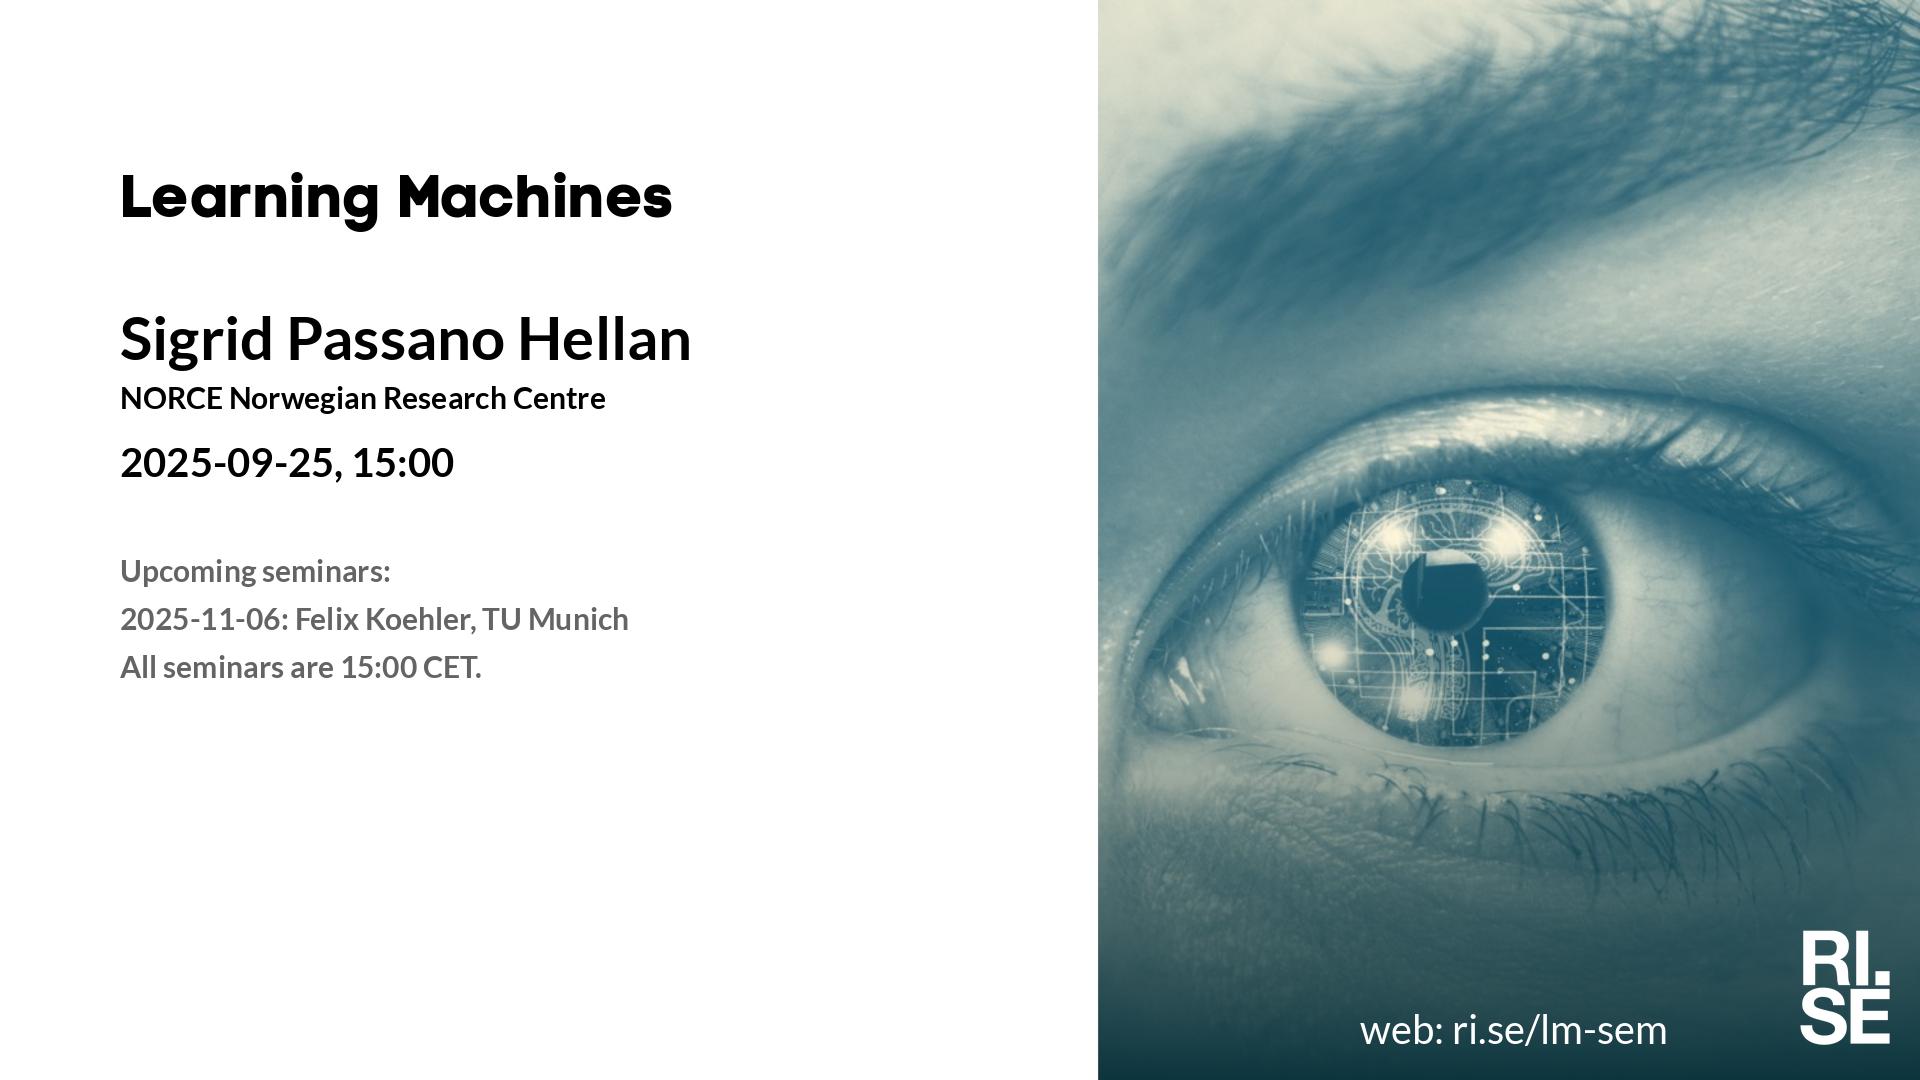 Learning Machines
Sigrid Passano Hellan
NORCE Norwegian Research Centre
2025-09-25, 15:00
Upcoming seminars:
2025-11-06: Felix Koehler, TU Munich
All seminars are 15:00 CET.
web: ri.se/lm-sem
RI.
SE